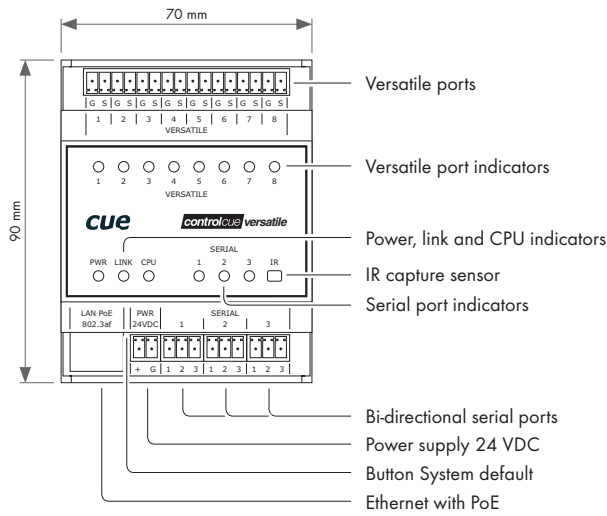 70 mm
90 mm
Versatile ports
G S G S G S G S G S G S G S G S
1 2 3 4 5 6 7 8
VERSATILE
Versatile port indicators
1 2 3 4 5 6 7 8
VERSATILE
cue
controlcue versatile
Power, link and CPU indicators
SERIAL
PWR LINK CPU 1 2 3 IR
IR capture sensor
Serial port indicators
LAN PoE PWR SERIAL
802.3af 24VDC 1 2 3
+ G 1 2 3 1 2 3 1 2 3
Bi-directional serial ports
Power supply 24 VDC
Button System default
Ethernet with PoE